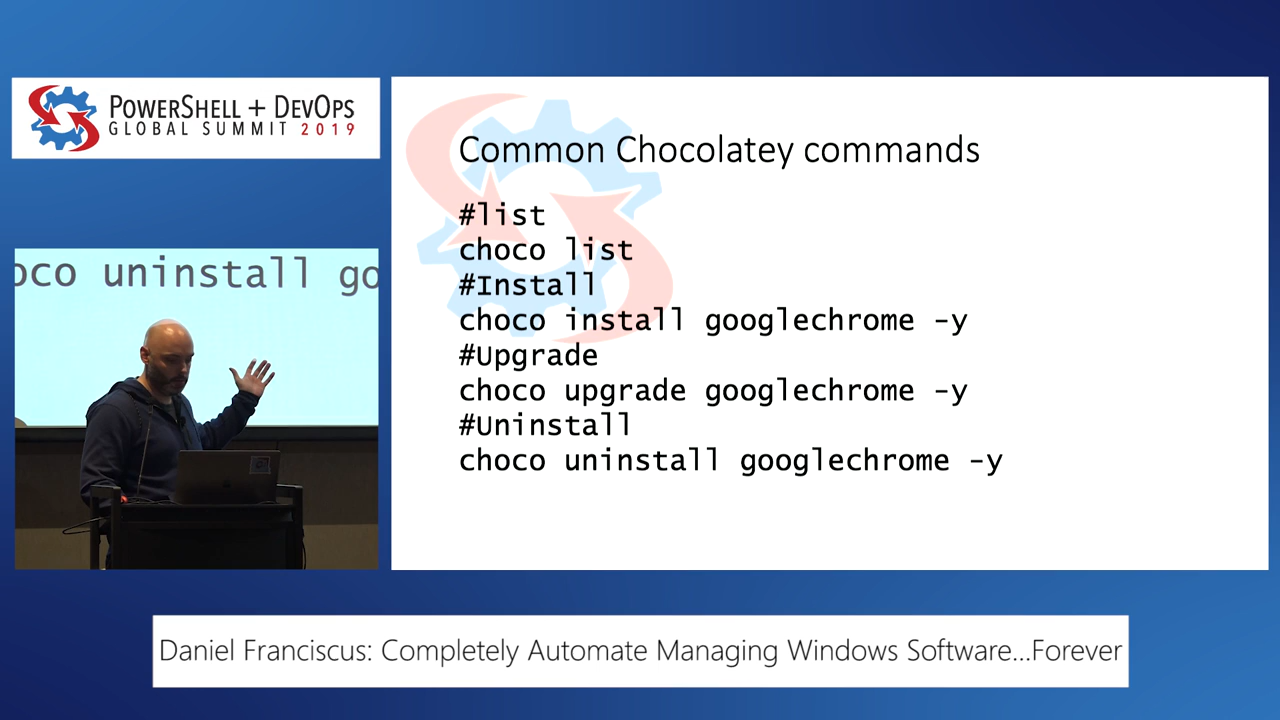 POWERSHELL + DEVOPS
GLOBAL SUMMIT 2019
Common Chocolatey commands
#list
choco list
#Install
choco install googlechrome -y
#Upgrade
choco upgrade googlechrome -y
#Uninstall
choco uninstall googlechrome -y
oco uninstall go
Daniel Franciscus: Completely Automate Managing Windows Software...Forever